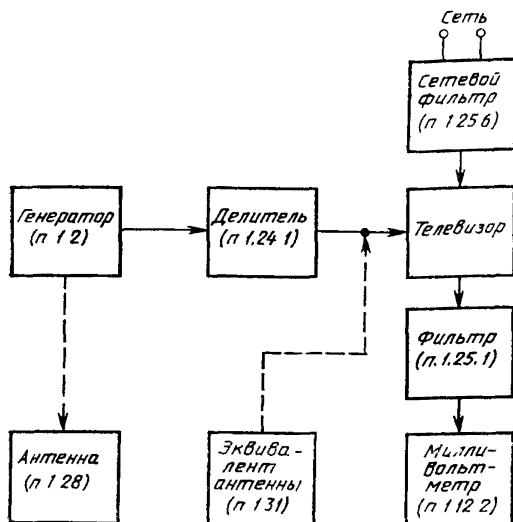 Сеть
Сетевой
фильтр
(п 1.25 6)
Генератор
(п 1 2)
Делитель
(п 1.24 1)
Телевизор
Фильтр
(п. 1.25.1)
Антенна
(п 1 28)
Эквива-
лент
антенны
(п 1 31)
Милли-
вольт-
метр
(п 1 12 2)